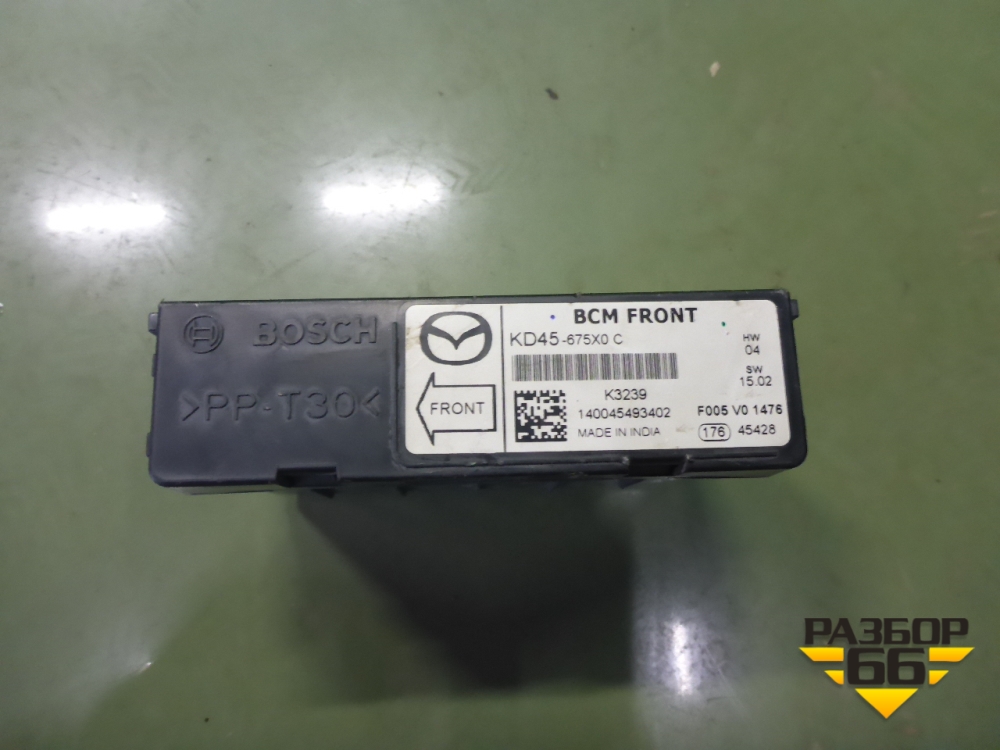 BOSCH
>PP-T30<
BCM FRONT
KD45-675X0 C
HW
04
SW
15.02
K3239
140045493402
MADE IN INDIA
F005 V0 1476
176 45428
FRONT
РАЗБОР
66